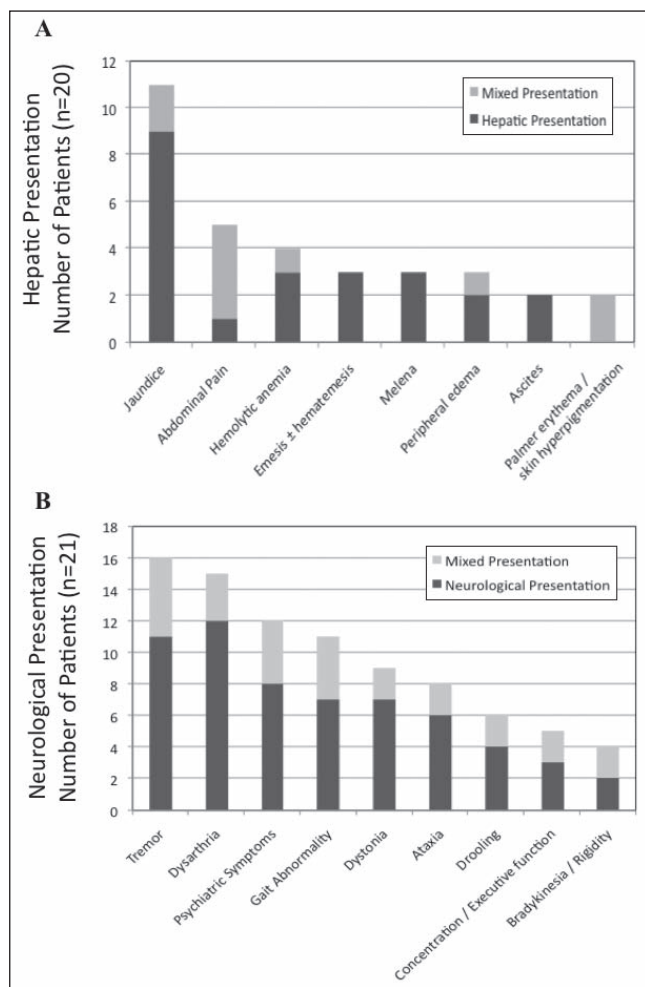 A
Hepatic Presentation
Number of Patients (n=20)
12
10
8
6
4
2
0
Mixed Presentation
Hepatic Presentation
Jaundice
Abdominal Pain
Hemolytic anemia
Emesis ± hematemesis
Melena
Peripheral edema
Ascites
Palmer erythema /
skin hyperpigmentation
B
Neurological Presentation
Number of Patients (n=21)
18
16
14
12
10
8
6
4
2
0
Mixed Presentation
Neurological Presentation
Tremor
Dysarthria
Psychiatric Symptoms
Gait Abnormality
Dystonia
Ataxia
Drooling
Concentration / Executive function
Bradykinesia / Rigidity